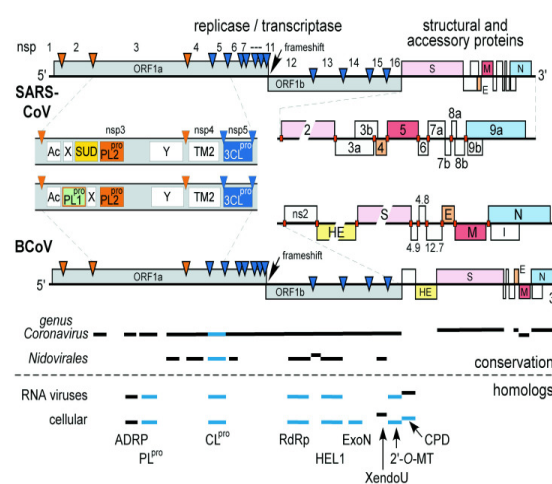 replicase / transcriptase
structural and
accessory proteins
nsp 1 2 3 4 5 6 7 --- 11 frameshift 12 13 14 15 16
ORF1a ORF1b S E M N
5' 3'
SARS-
CoV
nsp3 nsp4 nsp5
Ac X SUD PL2pro Y TM2 3CLpro
2 3a 3b 4 5 6 7a 7b 8a 8b 9a 9b
Ac PL1pro X PL2pro Y TM2 3CLpro
ns2 HE S 4.9 4.8 12.7 E M N I
BCoV
frameshift
5' ORF1a ORF1b HE S E M N 3
genus
Coronavirus
Nidovirales
conservation
homologs
RNA viruses
cellular
ADRP CLpro RdRp ExoN CPD
PLpro HEL1 2'-O-MT
XendoU